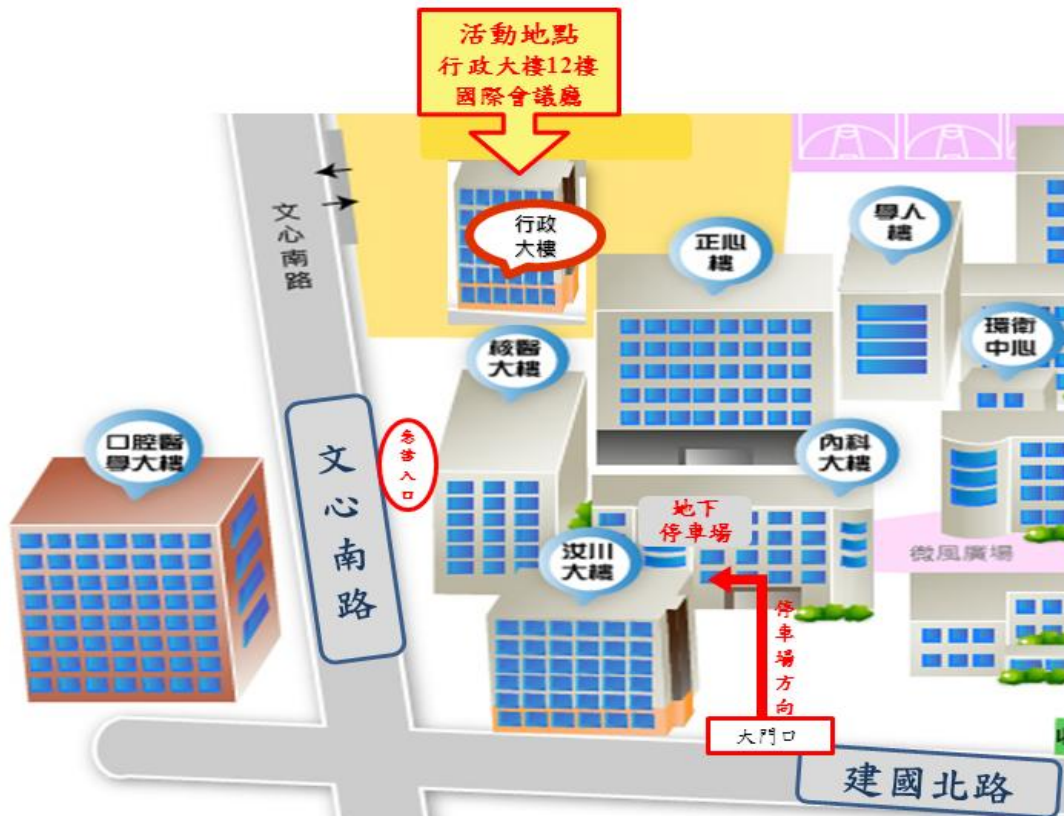 活動地點
行政大樓12樓
國際會議廳
文心南路
行政
大樓
正心
樓
學人
樓
核醫
大樓
環衛
中心
口腔醫
學大樓
文心南路
急診入口
內科
大樓
地下
停車場
汝川
大樓
微風廣場
停車場方向
大門口
建國北路